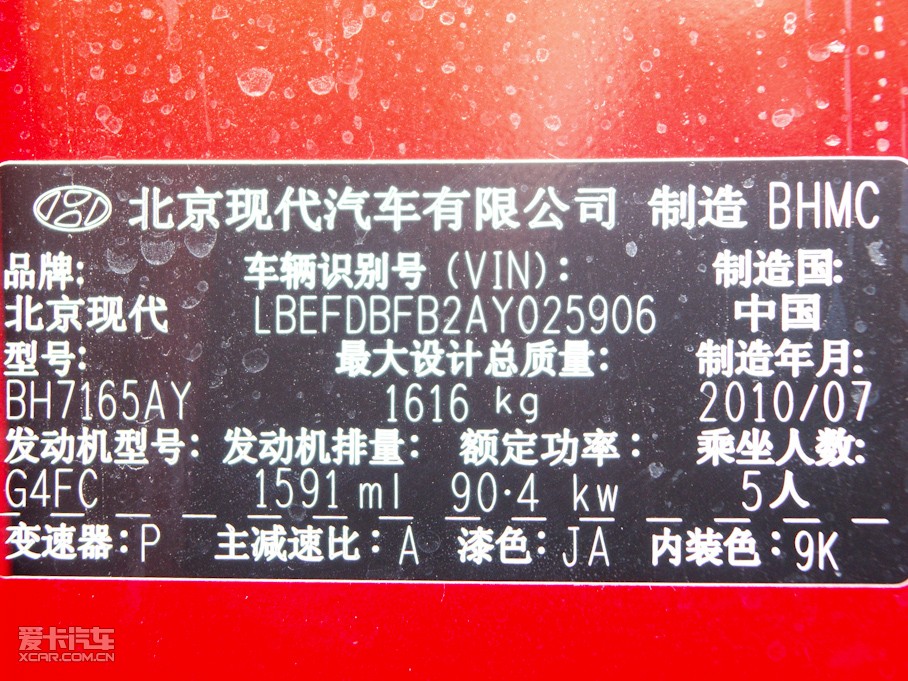 北京现代汽车有限公司 制造 BHMC
品牌: 车辆识别号(VIN): 制造国:
北京现代 LBEFDBFB2AY025906 中国
型号: 最大设计总质量: 制造年月:
BH7165AY 1616 kg 2010/07
发动机型号: 发动机排量: 额定功率: 乘坐人数:
G4FC 1591 ml 90·4 kw 5人
变速器:P 主减速比:A 漆色:JA 内装色:9K
爱卡汽车
XCAR.COM.CN